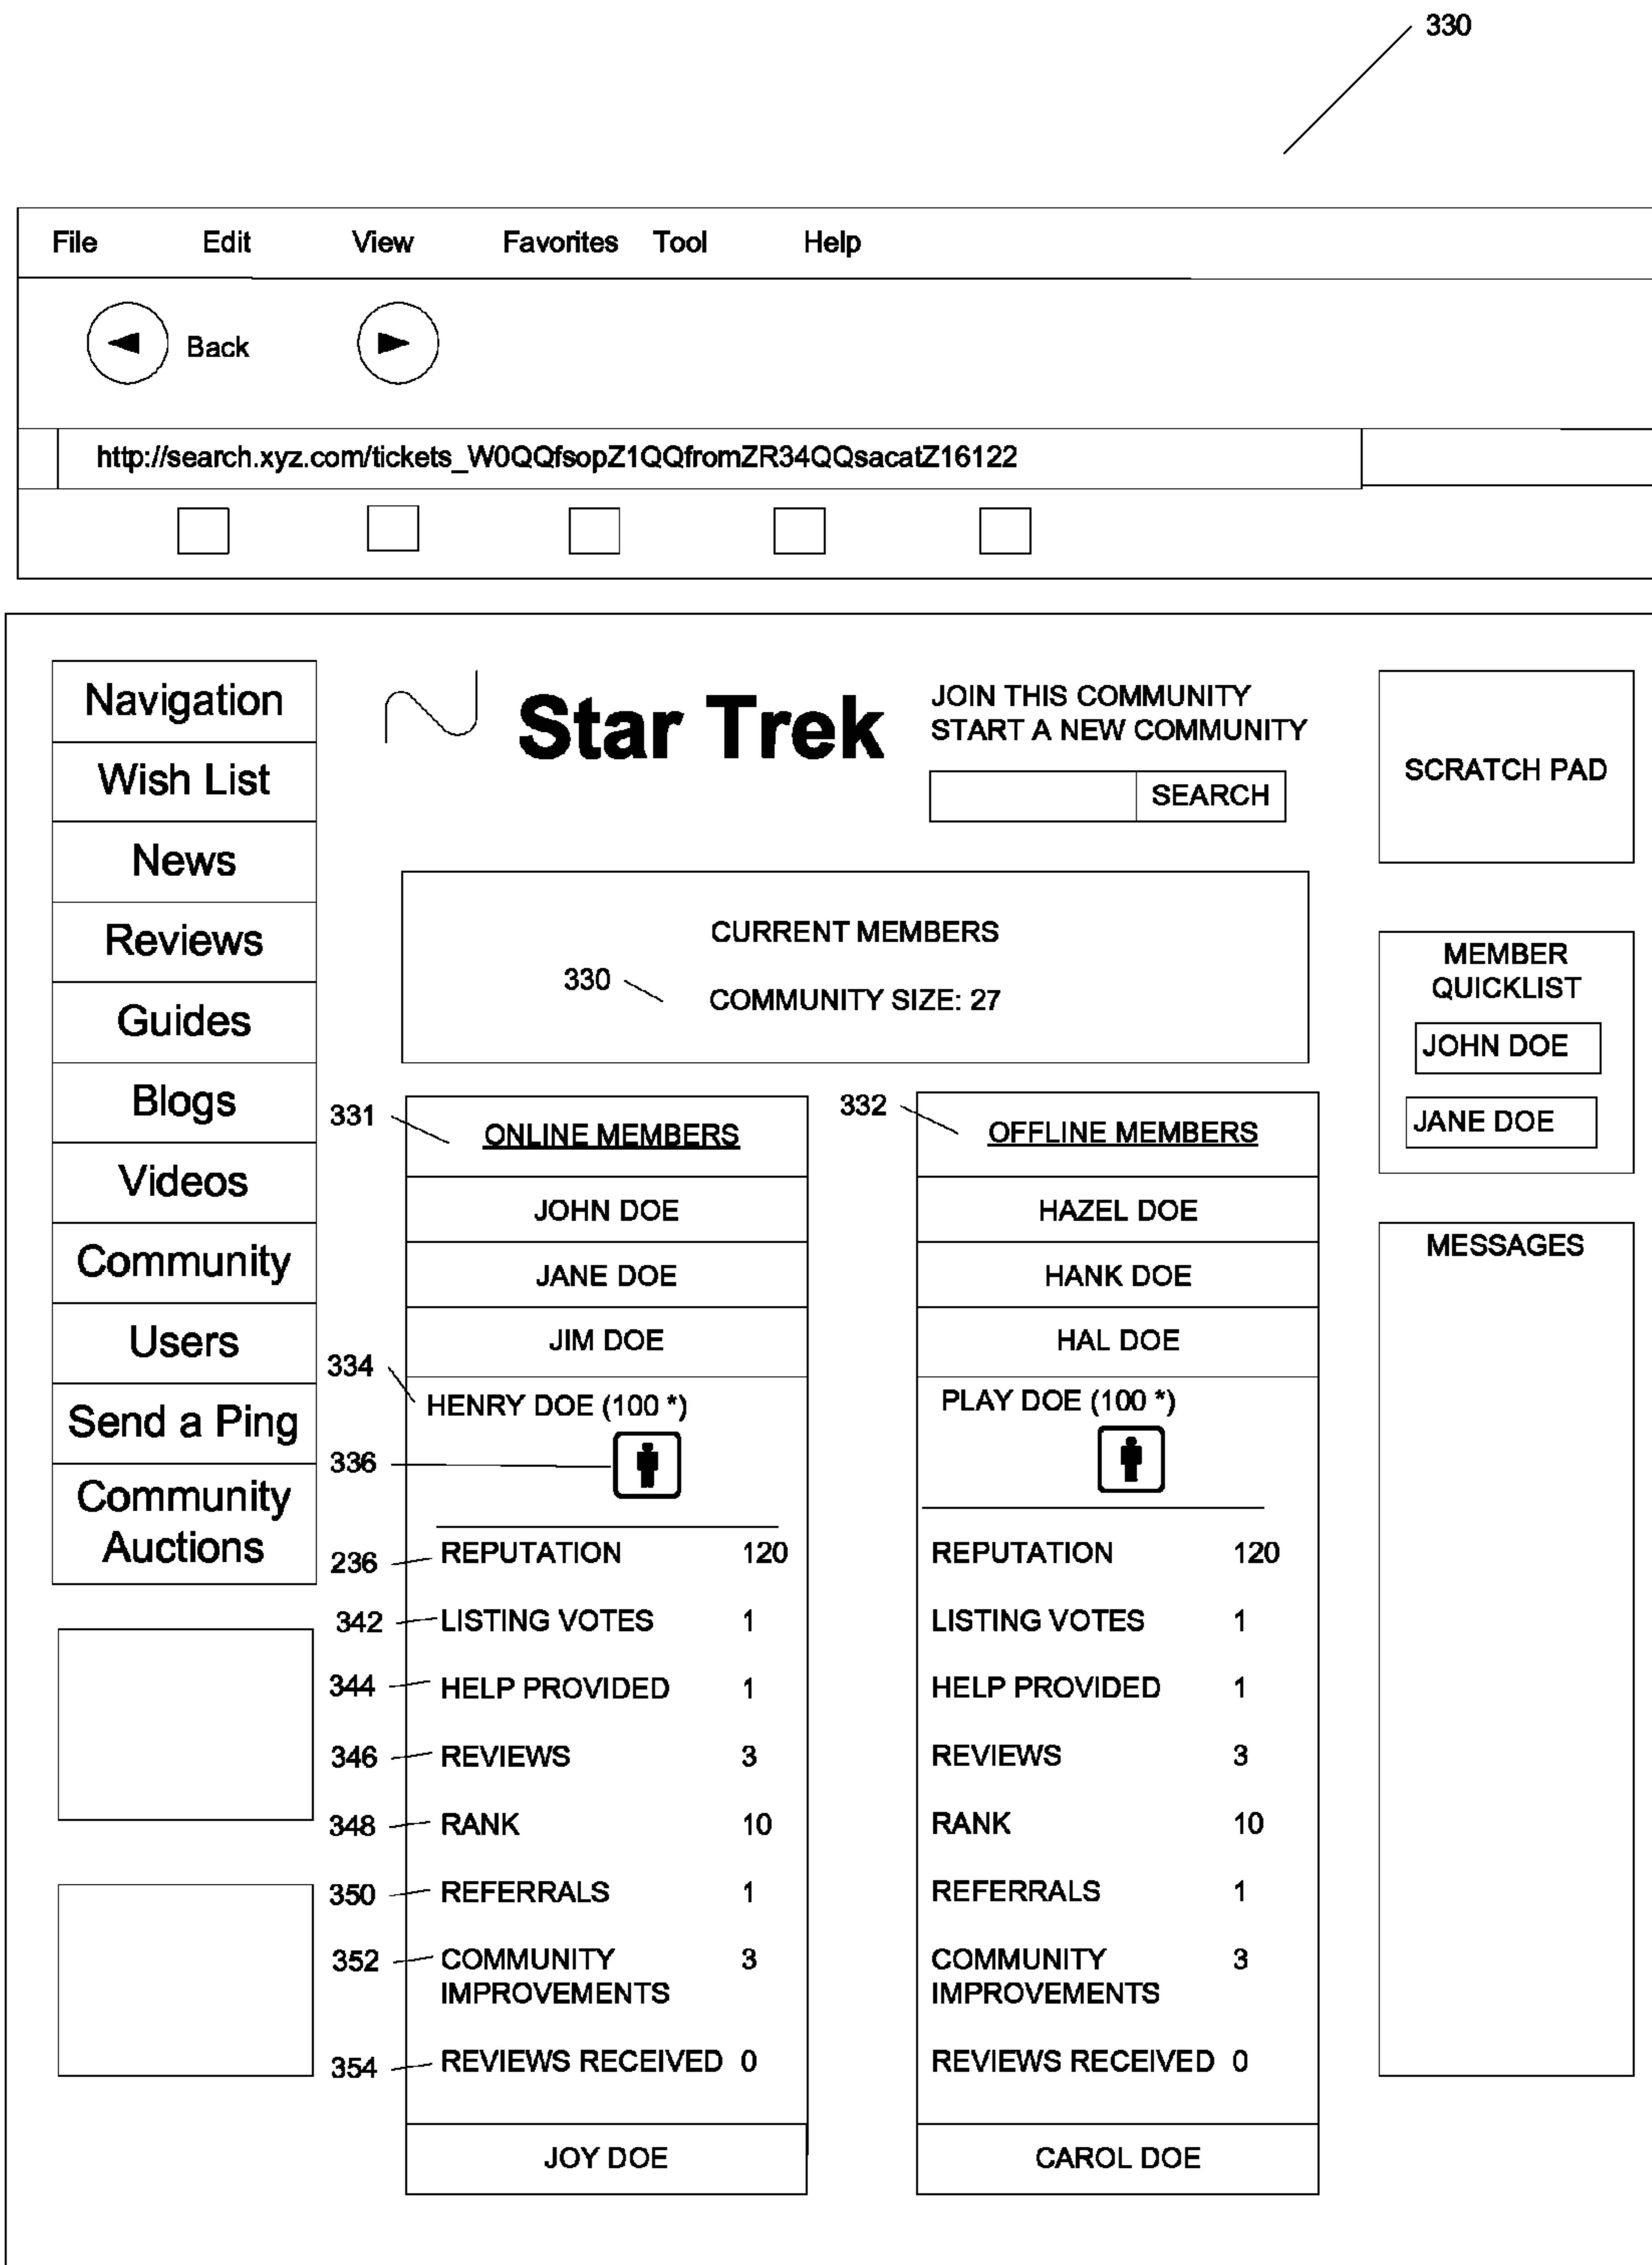 330
File Edit View Favorites Tool Help
Back
http://search.xyz.com/tickets_W0QQfsopZ1QQfromZR34QQsacatZ16122
Navigation
Wish List
News
Reviews
Guides
Blogs
Videos
Community
Users
Send a Ping
Community
Auctions
Star Trek
JOIN THIS COMMUNITY
START A NEW COMMUNITY
SEARCH
CURRENT MEMBERS
330
COMMUNITY SIZE: 27
331
ONLINE MEMBERS
JOHN DOE
JANE DOE
JIM DOE
334
HENRY DOE (100 *)
336
236 REPUTATION 120
342 LISTING VOTES 1
344 HELP PROVIDED 1
346 REVIEWS 3
348 RANK 10
350 REFERRALS 1
352 COMMUNITY 3
IMPROVEMENTS
354 REVIEWS RECEIVED 0
JOY DOE
332
OFFLINE MEMBERS
HAZEL DOE
HANK DOE
HAL DOE
PLAY DOE (100 *)
REPUTATION 120
LISTING VOTES 1
HELP PROVIDED 1
REVIEWS 3
RANK 10
REFERRALS 1
COMMUNITY 3
IMPROVEMENTS
REVIEWS RECEIVED 0
CAROL DOE
SCRATCH PAD
MEMBER
QUICKLIST
JOHN DOE
JANE DOE
MESSAGES